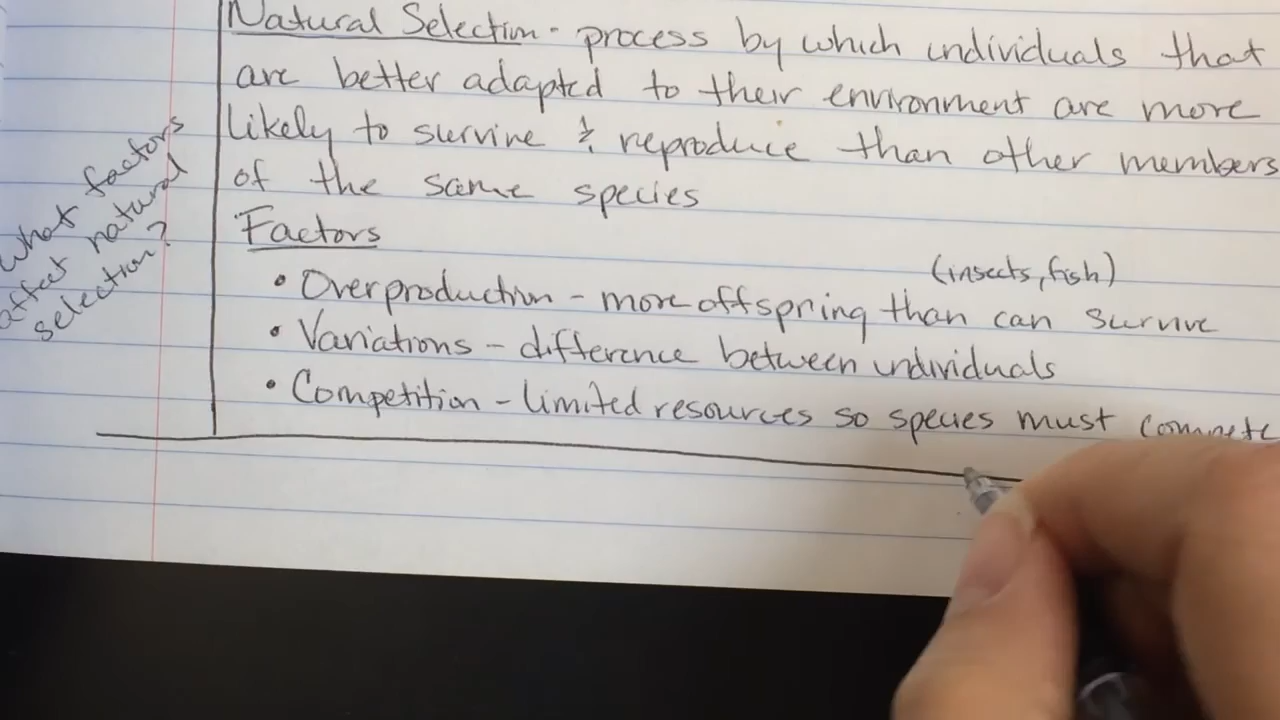 Natural Selection - process by which individuals that
are better adapted to their environment are more
likely to survive & reproduce than other members
of the same species
What factors
affect natural
selection?
Factors
(insects, fish)
• Overproduction - more offspring than can survive
• Variations - difference between individuals
• Competition - limited resources so species must compete